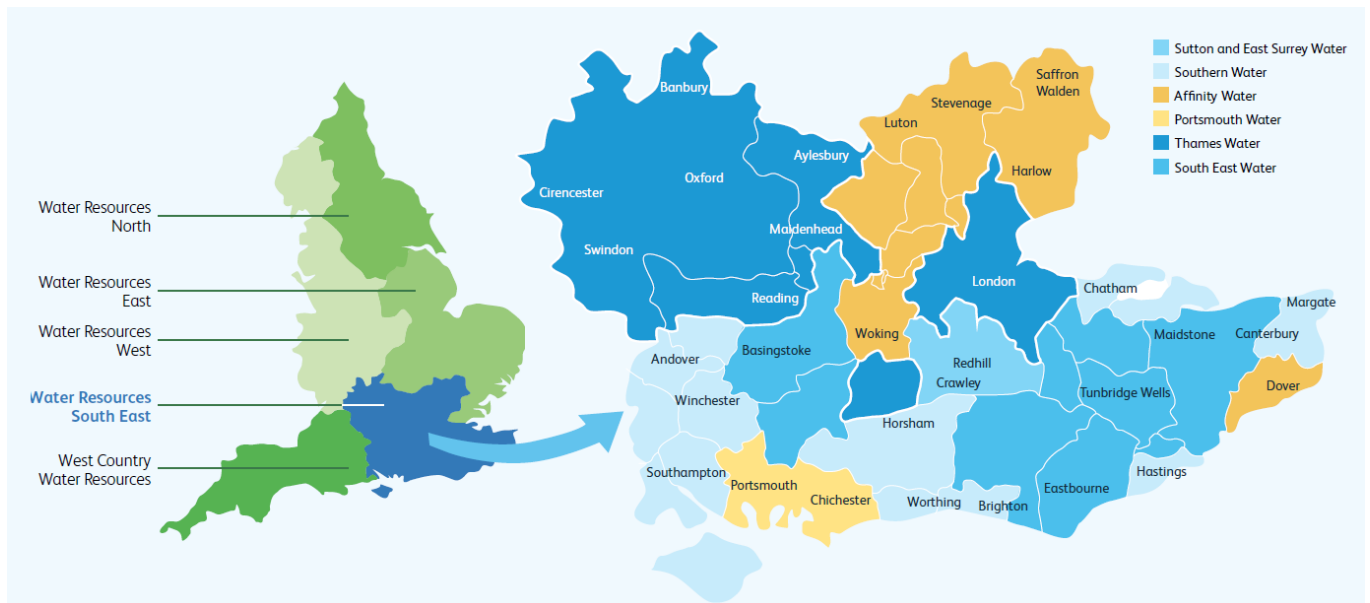 Water Resources
North
Water Resources
East
Water Resources
West
Water Resources
South East
West Country
Water Resources
Banbury
Aylesbury
Oxford
Cirencester
Maidenhead
Swindon
Reading
Saffron
Walden
Stevenage
Luton
Harlow
London
Chatham
Margate
Woking
Maidstone
Canterbury
Basingstoke
Andover
Redhill
Crawley
Dover
Tunbridge Wells
Winchester
Horsham
Southampton
Hastings
Portsmouth
Eastbourne
Chichester
Worthing
Brighton
Sutton and East Surrey Water
Southern Water
Affinity Water
Portsmouth Water
Thames Water
South East Water